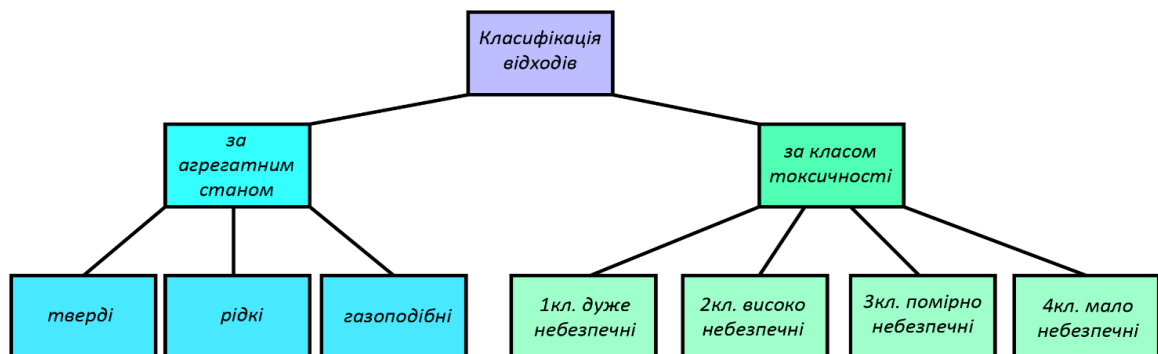 Класифікація
відходів
за
агрегатним
станом
за класом
токсичності
тверді
рідкі
газоподібні
1кл. дуже
небезпечні
2кл. високо
небезпечні
3кл. помірно
небезпечні
4кл. мало
небезпечні